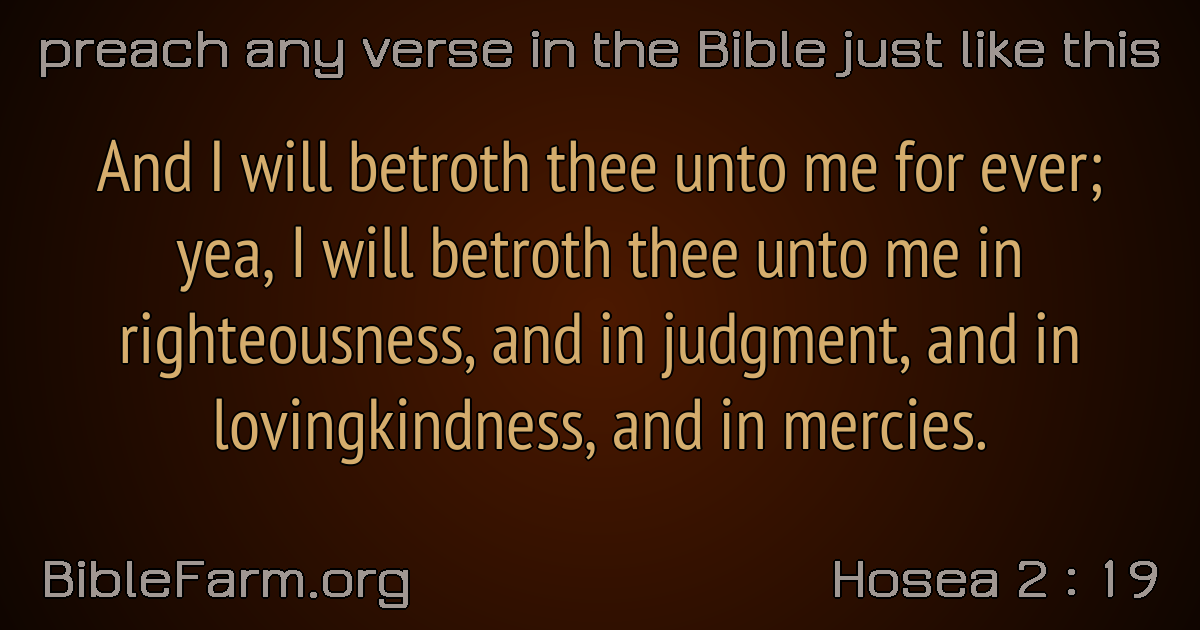 preach any verse in the Bible just like this
And I will betroth thee unto me for ever;
yea, I will betroth thee unto me in
righteousness, and in judgment, and in
lovingkindness, and in mercies.
BibleFarm.org
Hosea 2 : 19